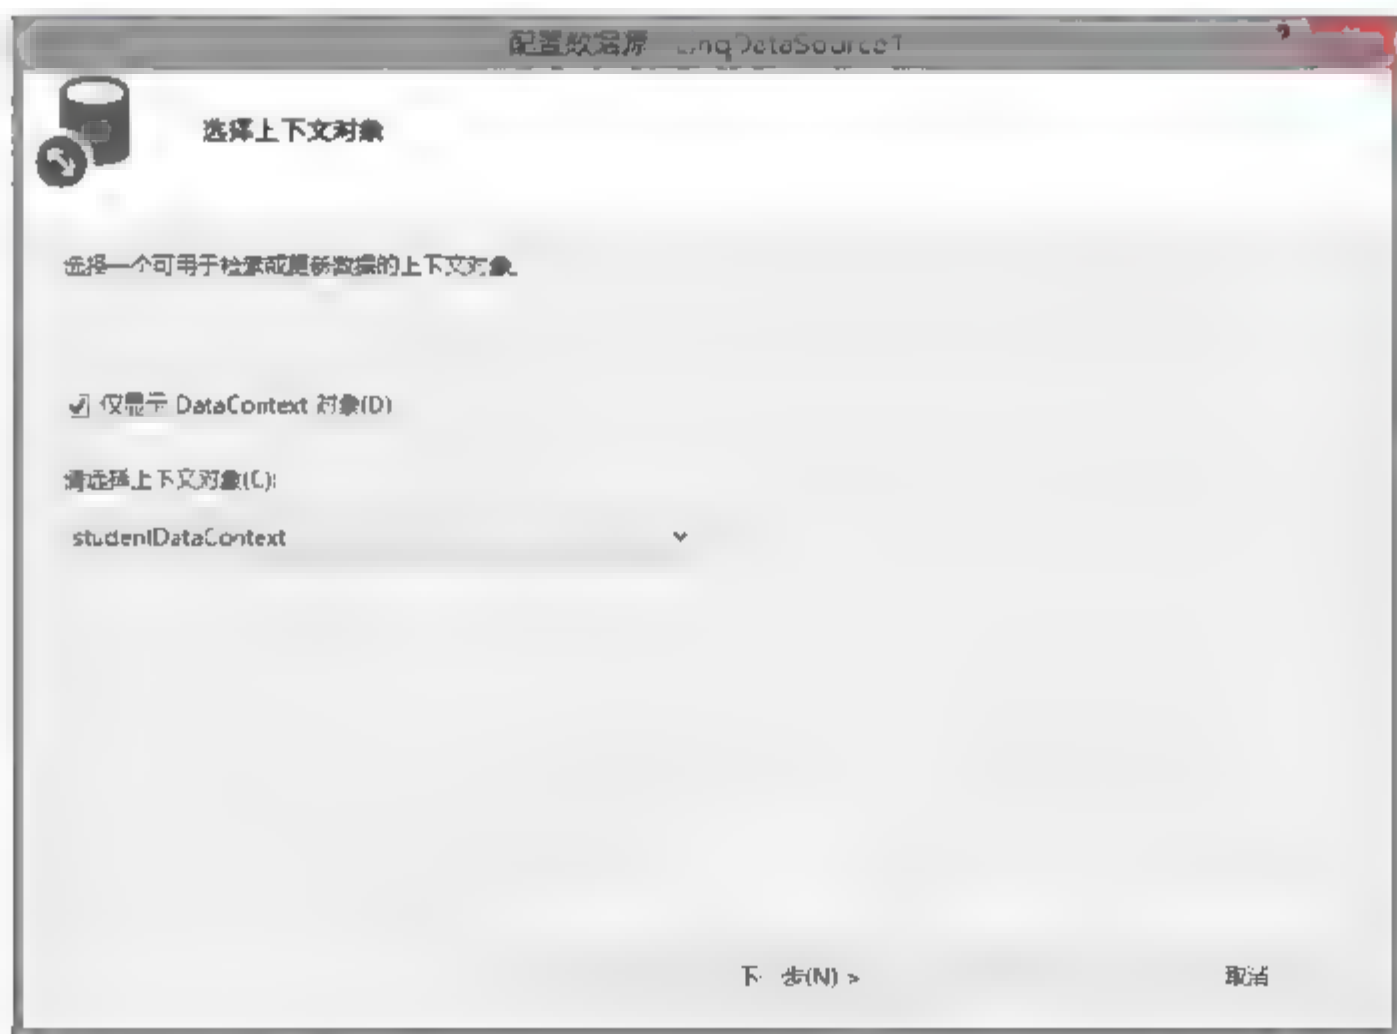 配置数据源 - LinqDataSource1
选择上下文对象
选择一个可用于检索或更新数据的上下文对象。
仅显示 DataContext 对象(D)
请选择上下文对象(C):
studentDataContext
下一步(N) >
取消